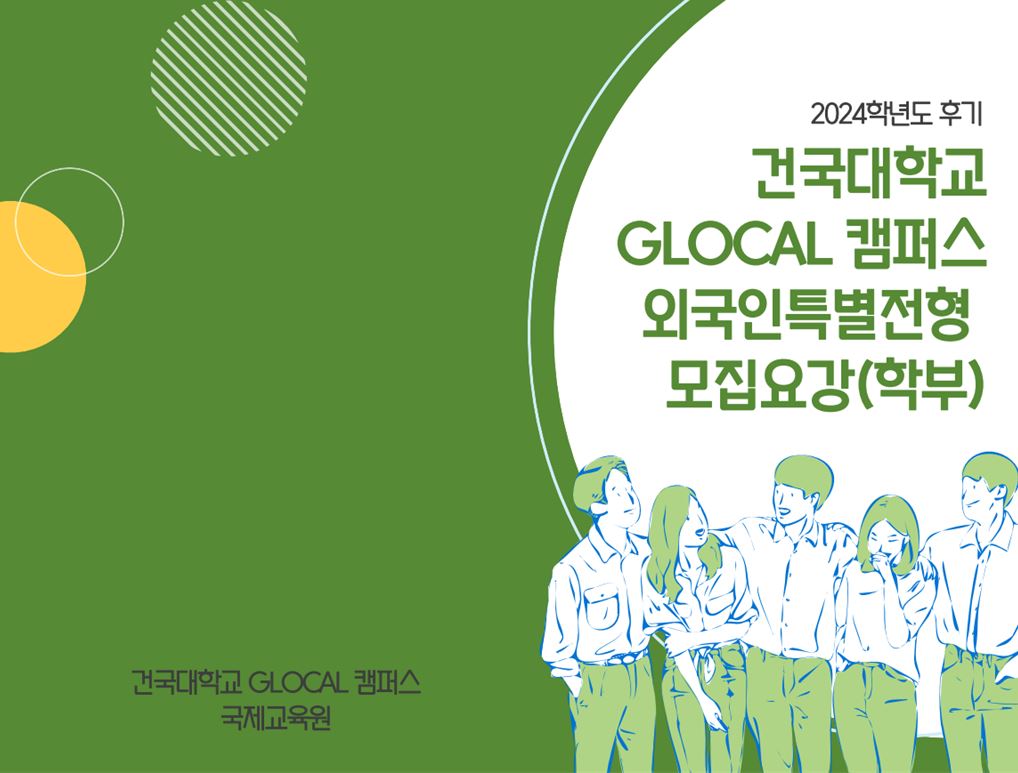 2024학년도 후기
건국대학교
GLOCAL 캠퍼스
외국인특별전형
모집요강(학부)
건국대학교 GLOCAL 캠퍼스
국제교육원